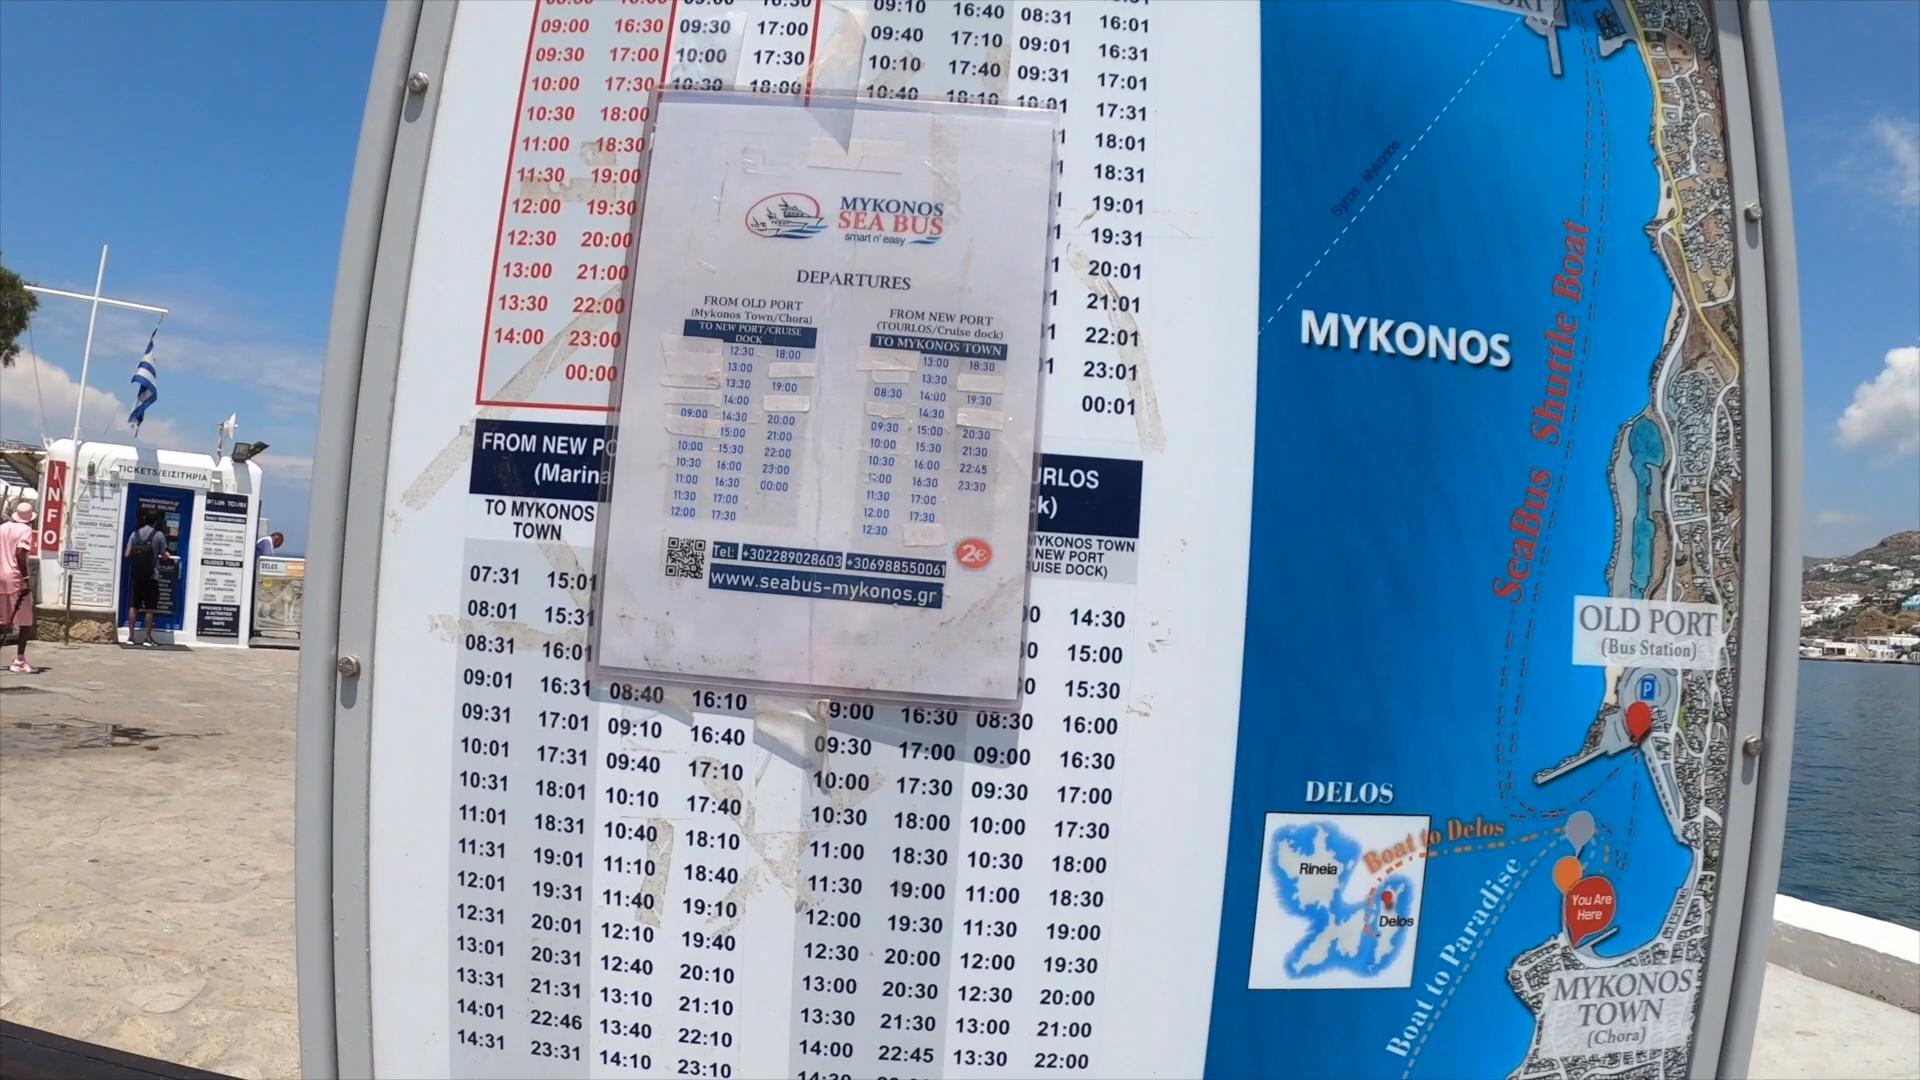 09:00 16:30 09:30 17:00 09:10 16:40 08:31 16:01
09:30 17:00 10:00 17:30 09:40 17:10 09:01 16:31
10:00 17:30 10:30 18:00 10:10 17:40 09:31 17:01
10:30 18:00 10:40 18:10 10:01 17:31
11:00 18:30 18:01
11:30 19:00 18:31
12:00 19:30 19:01
12:30 20:00 19:31
13:00 21:00 20:01
13:30 22:00 21:01
14:00 23:00 22:01
00:00 23:01
00:01
MYKONOS
SEA BUS
smart n' easy
DEPARTURES
FROM OLD PORT
(Mykonos Town/Chora)
TO NEW PORT/CRUISE
DOCK
12:30 18:00
13:00
13:30 19:00
14:00
09:00 14:30 20:00
15:00 21:00
10:00 15:30 22:00
10:30 16:00 23:00
11:00 16:30 00:00
11:30 17:00
12:00 17:30
FROM NEW PORT
(TOURLOS/Cruise dock)
TO MYKONOS TOWN
13:00 18:30
13:30
08:30 14:00 19:30
14:30
09:30 15:00 20:30
10:00 15:30 21:30
10:30 16:00 22:45
11:00 16:30 23:30
11:30 17:00
12:00 17:30
12:30
2€
Tel: +302289028603 +306988550061
www.seabus-mykonos.gr
FROM NEW PO
(Marina
TO MYKONOS
TOWN
URLOS
k)
MYKONOS TOWN
NEW PORT
UISE DOCK)
07:31 15:01
08:01 15:31 14:30
08:31 16:01 15:00
09:01 16:31 08:40 16:10 15:30
09:31 17:01 09:10 16:40 09:00 16:30 08:30 16:00
10:01 17:31 09:40 17:10 09:30 17:00 09:00 16:30
10:31 18:01 10:10 17:40 10:00 17:30 09:30 17:00
11:01 18:31 10:40 18:10 10:30 18:00 10:00 17:30
11:31 19:01 11:10 18:40 11:00 18:30 10:30 18:00
12:01 19:31 11:40 19:10 11:30 19:00 11:00 18:30
12:31 20:01 12:10 19:40 12:00 19:30 11:30 19:00
13:01 20:31 12:40 20:10 12:30 20:00 12:00 19:30
13:31 21:31 13:10 21:10 13:00 20:30 12:30 20:00
14:01 22:46 13:40 22:10 13:30 21:30 13:00 21:00
14:31 23:31 14:10 23:10 14:00 22:45 13:30 22:00
Syros - Mykonos
MYKONOS
SeaBus Shuttle Boat
OLD PORT
(Bus Station)
P
DELOS
Rineia
Delos
Boat to Delos
Boat to Paradise
You Are
Here
MYKONOS
TOWN
(Chora)
INFO
TICKETS/ΕΙΣΙΤΗΡΙΑ
DELOS TOURS
GUIDED TOUR